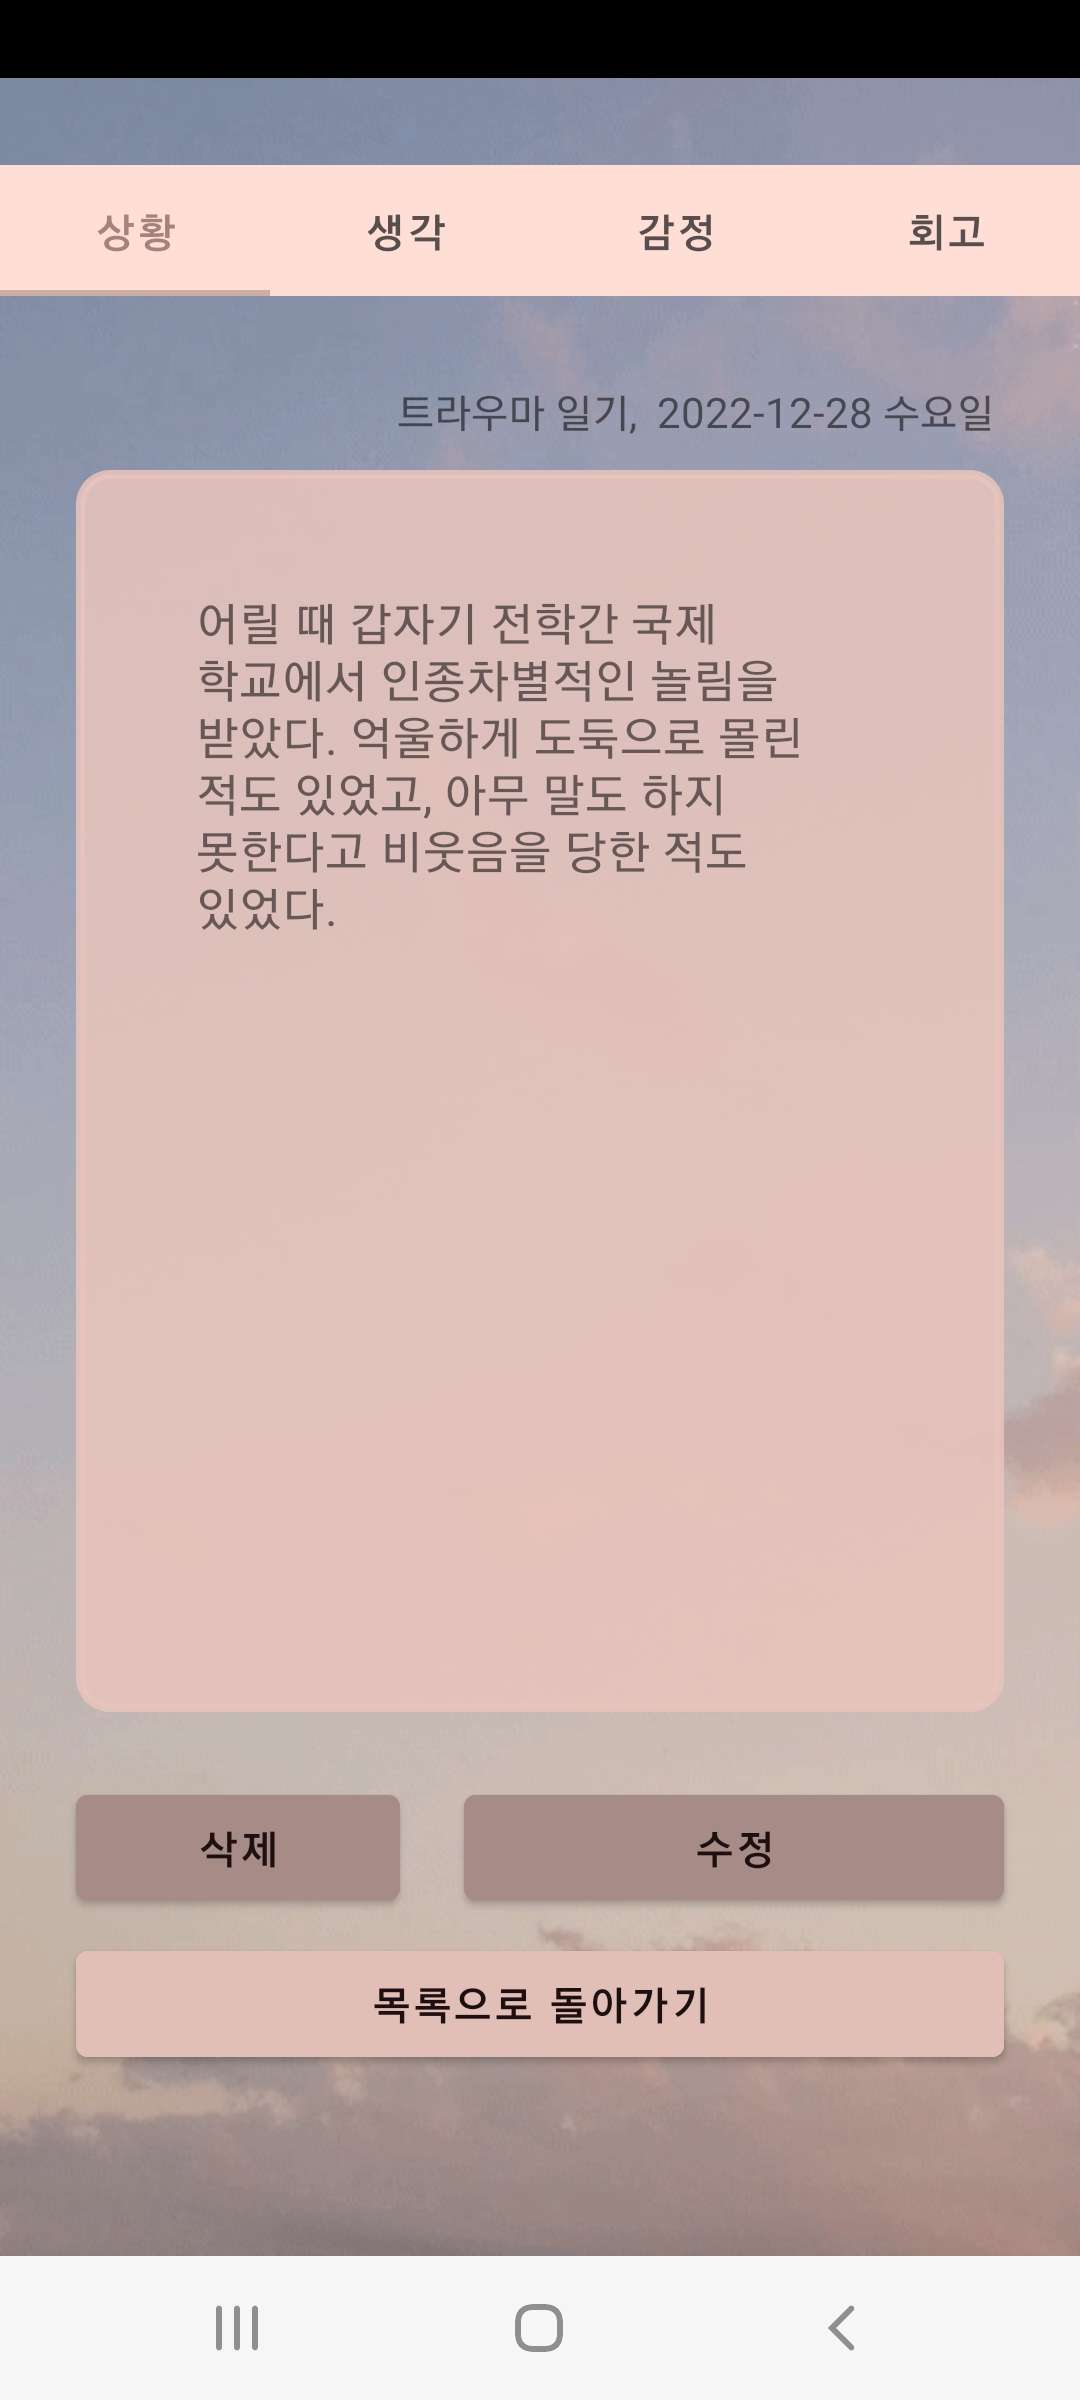 상황 생각 감정 회고
트라우마 일기, 2022-12-28 수요일
어릴 때 갑자기 전학간 국제
학교에서 인종차별적인 놀림을
받았다. 억울하게 도둑으로 몰린
적도 있었고, 아무 말도 하지
못한다고 비웃음을 당한 적도
있었다.
삭제 수정
목록으로 돌아가기